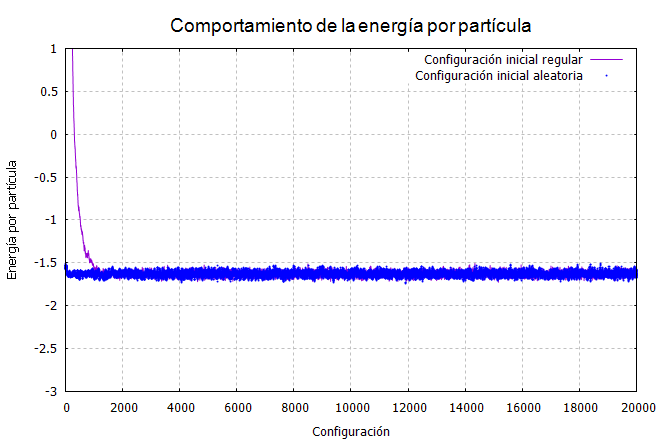 Comportamiento de la energía por partícula
Configuración inicial regular
Configuración inicial aleatoria
1
0.5
0
-0.5
-1
-1.5
-2
-2.5
-3
Energía por partícula
0 2000 4000 6000 8000 10000 12000 14000 16000 18000 20000
Configuración